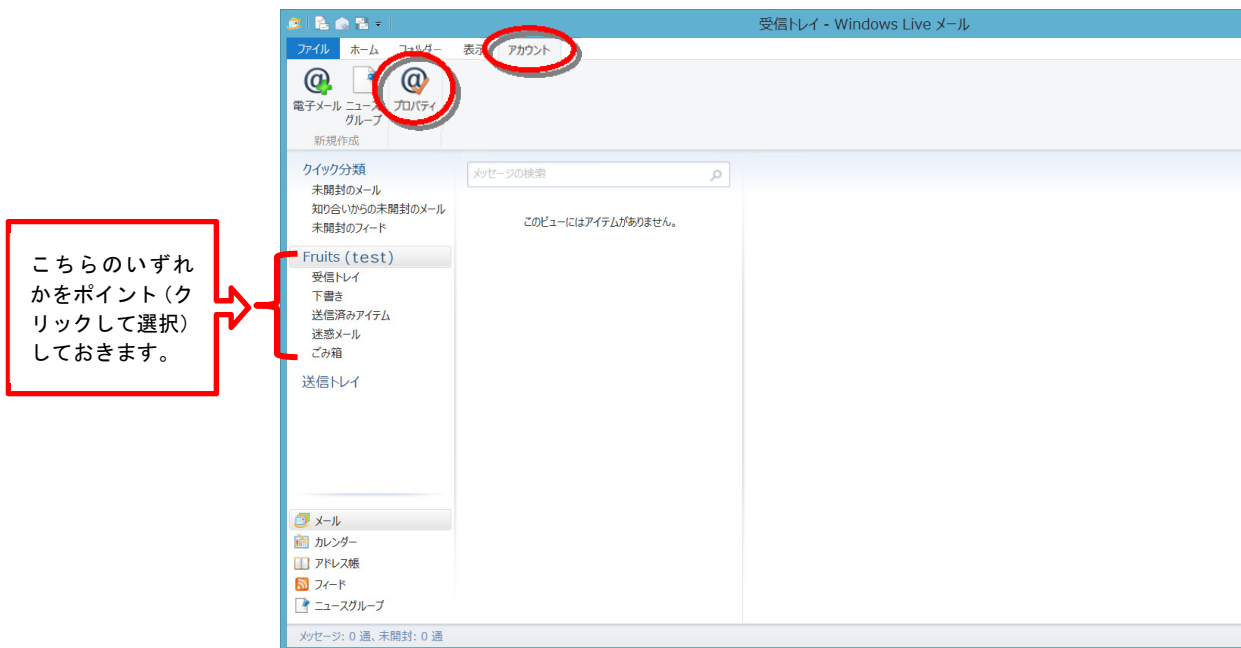 受信トレイ - Windows Live メール
ファイル ホーム フォルダー 表示 アカウント
電子メール ニュース プロパティ
グループ
新規作成
クイック分類
未開封のメール
知り合いからの未開封のメール
未開封のフィード
メッセージの検索
このビューにはアイテムがありません。
こちらのいずれ
かをポイント（ク
リックして選択）
しておきます。
Fruits (test)
受信トレイ
下書き
送信済みアイテム
迷惑メール
ごみ箱
送信トレイ
メール
カレンダー
アドレス帳
フィード
ニュースグループ
メッセージ: 0 通、未開封: 0 通